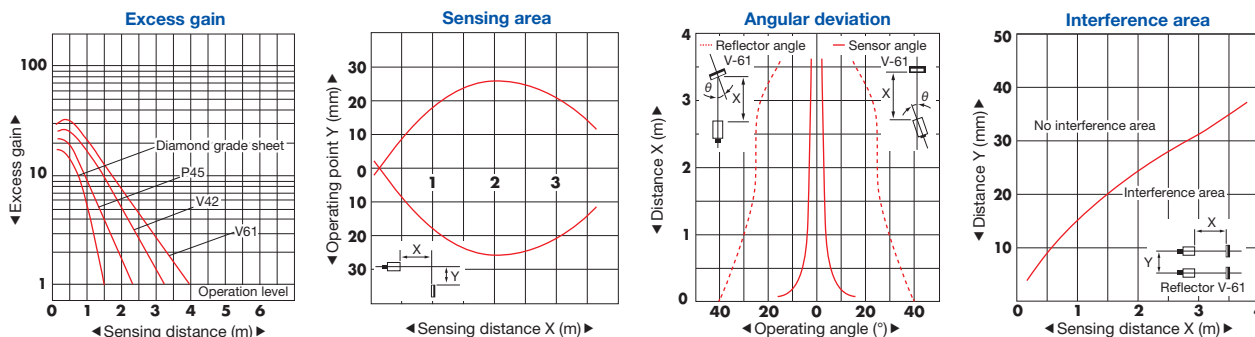 Excess gain
100
10
1
◄Excess gain►
Diamond grade sheet
P45
V42
V61
Operation level
0 1 2 3 4 5 6
◄Sensing distance (m)►
Sensing area
30
20
10
0
10
20
30
◄Operating point Y (mm)►
1 2 3
X
Y
◄Sensing distance X (m)►
Angular deviation
4
3
2
1
0
◄Distance X (m)►
Reflector angle
Sensor angle
V-61
V-61
θ
X
X
θ
40 20 0 20 40
◄Operating angle (°)►
Interference area
50
40
30
20
10
◄Distance Y (mm)►
No interference area
Interference area
X
Y
Reflector V-61
0 1 2 3 4
◄Sensing distance X (m)►